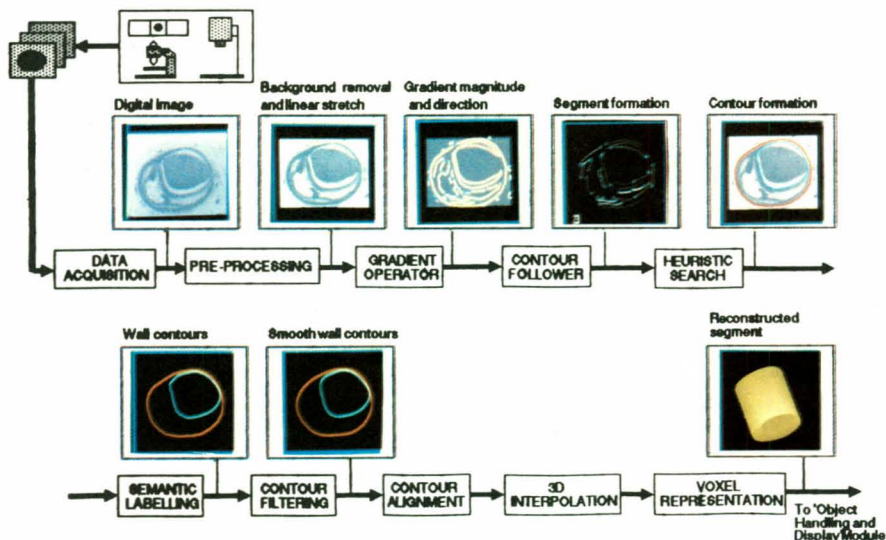 Digital image
Background removal
and linear stretch
Gradient magnitude
and direction
Segment formation
Contour formation
DATA
ACQUISITION
PRE-PROCESSING
GRADIENT
OPERATOR
CONTOUR
FOLLOWER
HEURISTIC
SEARCH
Wall contours
Smooth wall contours
Reconstructed
segment
SEMANTIC
LABELLING
CONTOUR
FILTERING
CONTOUR
ALIGNMENT
3D
INTERPOLATION
VOXEL
REPRESENTATION
To 'Object
Handling and
Display Module